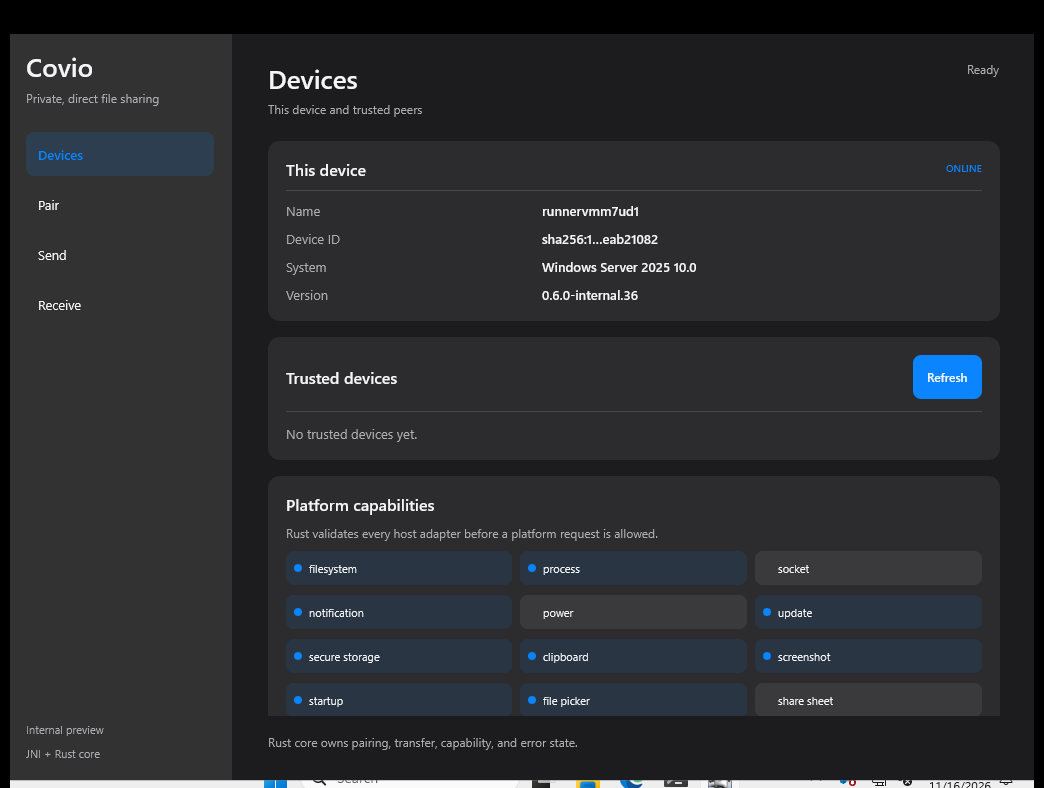 Covio
Private, direct file sharing
Devices
Pair
Send
Receive
Internal preview
JNI + Rust core
Devices
This device and trusted peers
Ready
This device
ONLINE
Name runnervmm7ud1
Device ID sha256:1...eab21082
System Windows Server 2025 10.0
Version 0.6.0-internal.36
Trusted devices
Refresh
No trusted devices yet.
Platform capabilities
Rust validates every host adapter before a platform request is allowed.
filesystem process socket
notification power update
secure storage clipboard screenshot
startup file picker share sheet
Rust core owns pairing, transfer, capability, and error state.
Search
11/16/2026